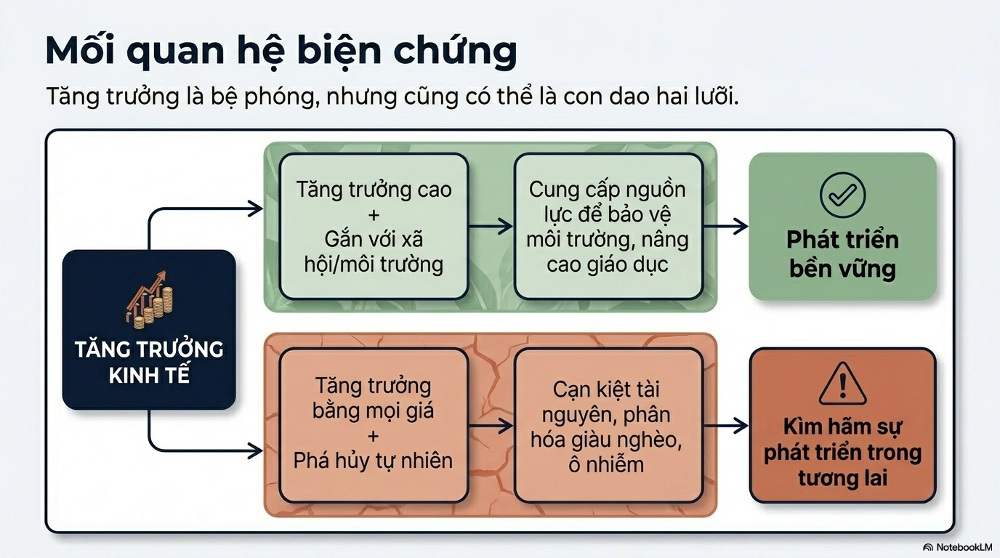 Mối quan hệ biện chứng
Tăng trưởng là bệ phóng, nhưng cũng có thể là con dao hai lưỡi.
TĂNG TRƯỞNG
KINH TẾ
Tăng trưởng cao
+
Gắn với xã
hội/môi trường
Cung cấp nguồn
lực để bảo vệ
môi trường, nâng
cao giáo dục
Phát triển
bền vững
Tăng trưởng
bằng mọi giá
+
Phá hủy tự nhiên
Cạn kiệt tài
nguyên, phân
hóa giàu nghèo,
ô nhiễm
Kìm hãm sự
phát triển trong
tương lai
NotebookLM